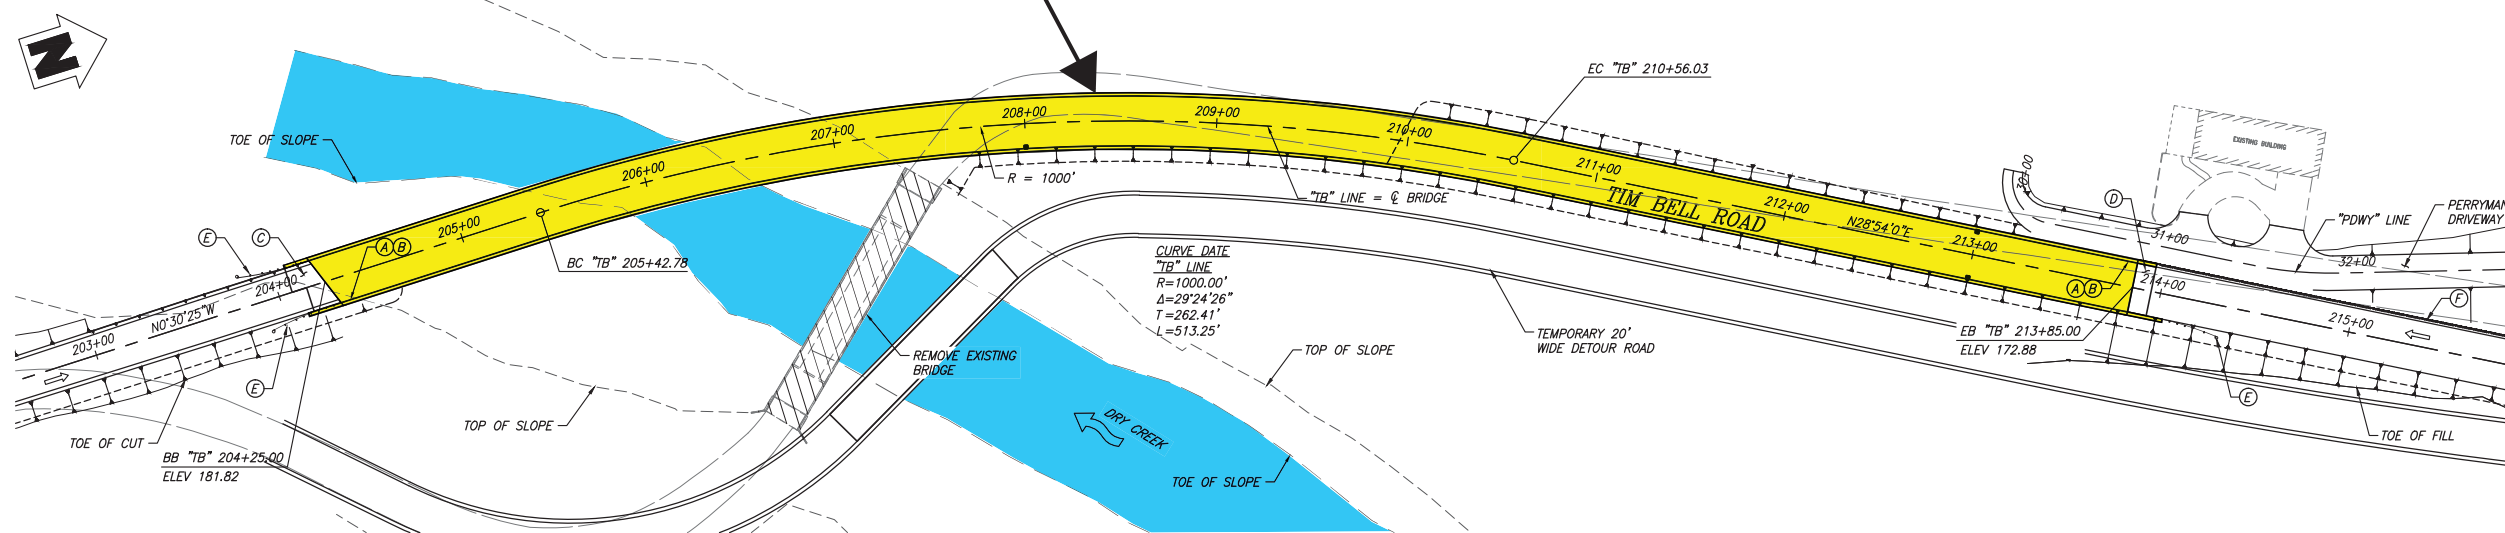 N
EC "TB" 210+56.03
TOE OF SLOPE
207+00
208+00
209+00
210+00
206+00
211+00
EXISTING BUILDING
30+00
R = 1000'
"TB" LINE = ℄ BRIDGE
TIM BELL ROAD
212+00
N28°54'0"E
213+00
D
"PDWY" LINE
PERRYMAN
DRIVEWAY
31+00
32+00
E
C
205+00
A B
BC "TB" 205+42.78
CURVE DATE
"TB" LINE
R=1000.00'
Δ=29°24'26"
T=262.41'
L=513.25'
204+00
N0°30'25"W
203+00
A B
214+00
F
215+00
EB "TB" 213+85.00
ELEV 172.88
TEMPORARY 20'
WIDE DETOUR ROAD
REMOVE EXISTING
BRIDGE
TOP OF SLOPE
E
E
TOP OF SLOPE
DRY CREEK
TOE OF CUT
BB "TB" 204+25.00
ELEV 181.82
TOE OF SLOPE
TOE OF FILL